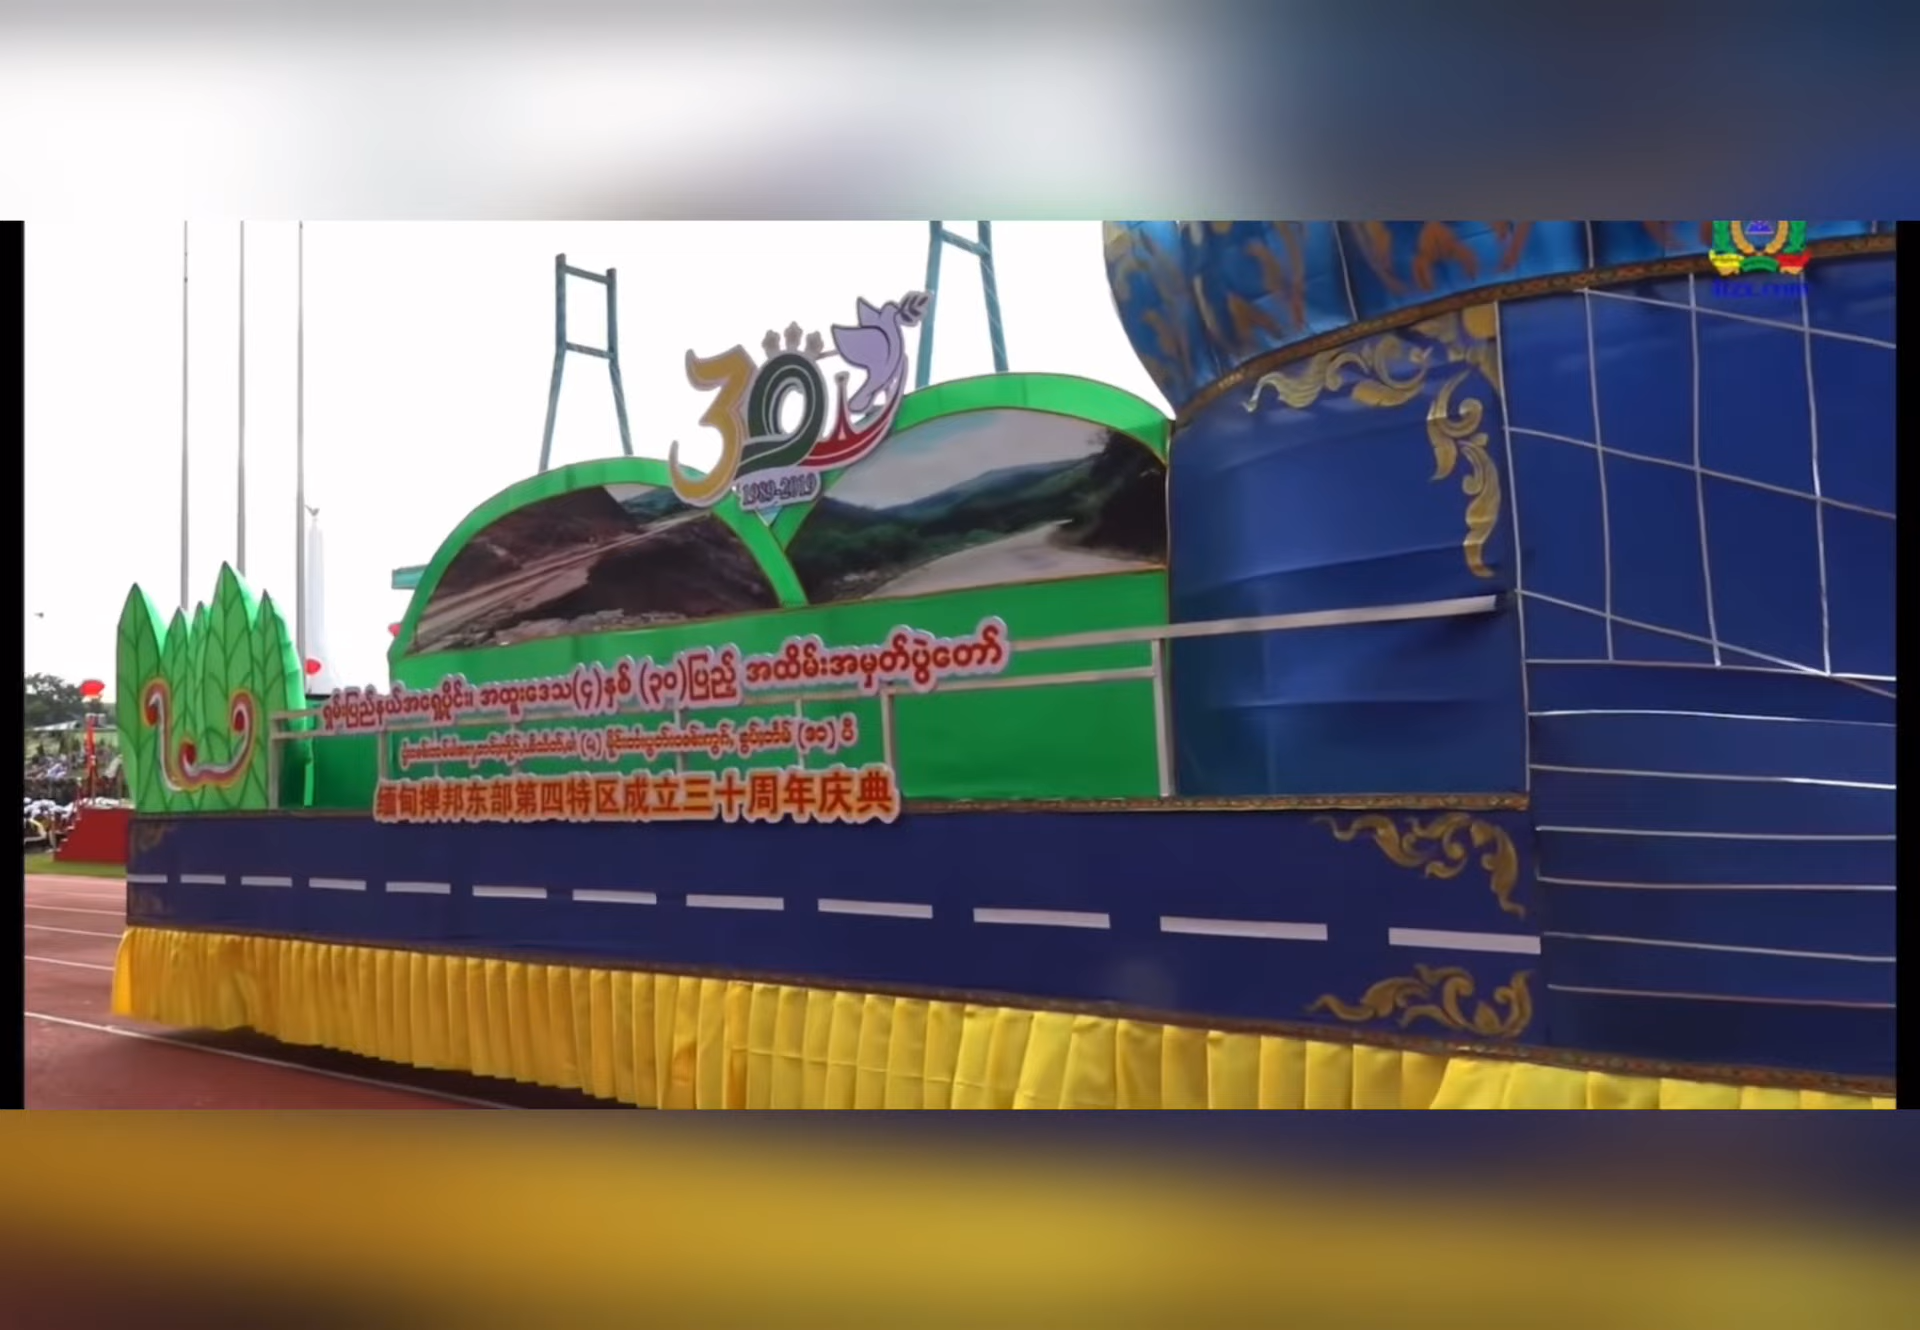 30
1989-2019
ရှမ်းပြည်နယ်အရှေ့ပိုင်း၊ အထူးဒေသ(၄)နှစ် (၃၀)ပြည့် အထိမ်းအမှတ်ပွဲတော်
缅甸掸邦东部第四特区成立三十周年庆典